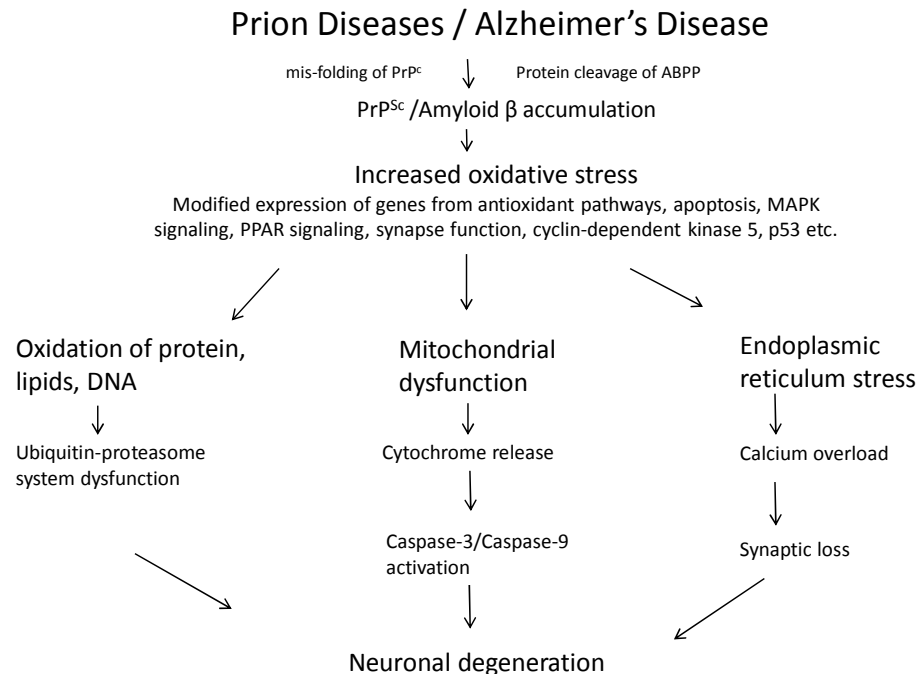 Prion Diseases / Alzheimer's Disease
mis-folding of PrPᶜ
Protein cleavage of ABPP
PrPˢᶜ /Amyloid β accumulation
Increased oxidative stress
Modified expression of genes from antioxidant pathways, apoptosis, MAPK
signaling, PPAR signaling, synapse function, cyclin-dependent kinase 5, p53 etc.
Oxidation of protein,
lipids, DNA
Ubiquitin-proteasome
system dysfunction
Mitochondrial
dysfunction
Cytochrome release
Caspase-3/Caspase-9
activation
Endoplasmic
reticulum stress
Calcium overload
Synaptic loss
Neuronal degeneration